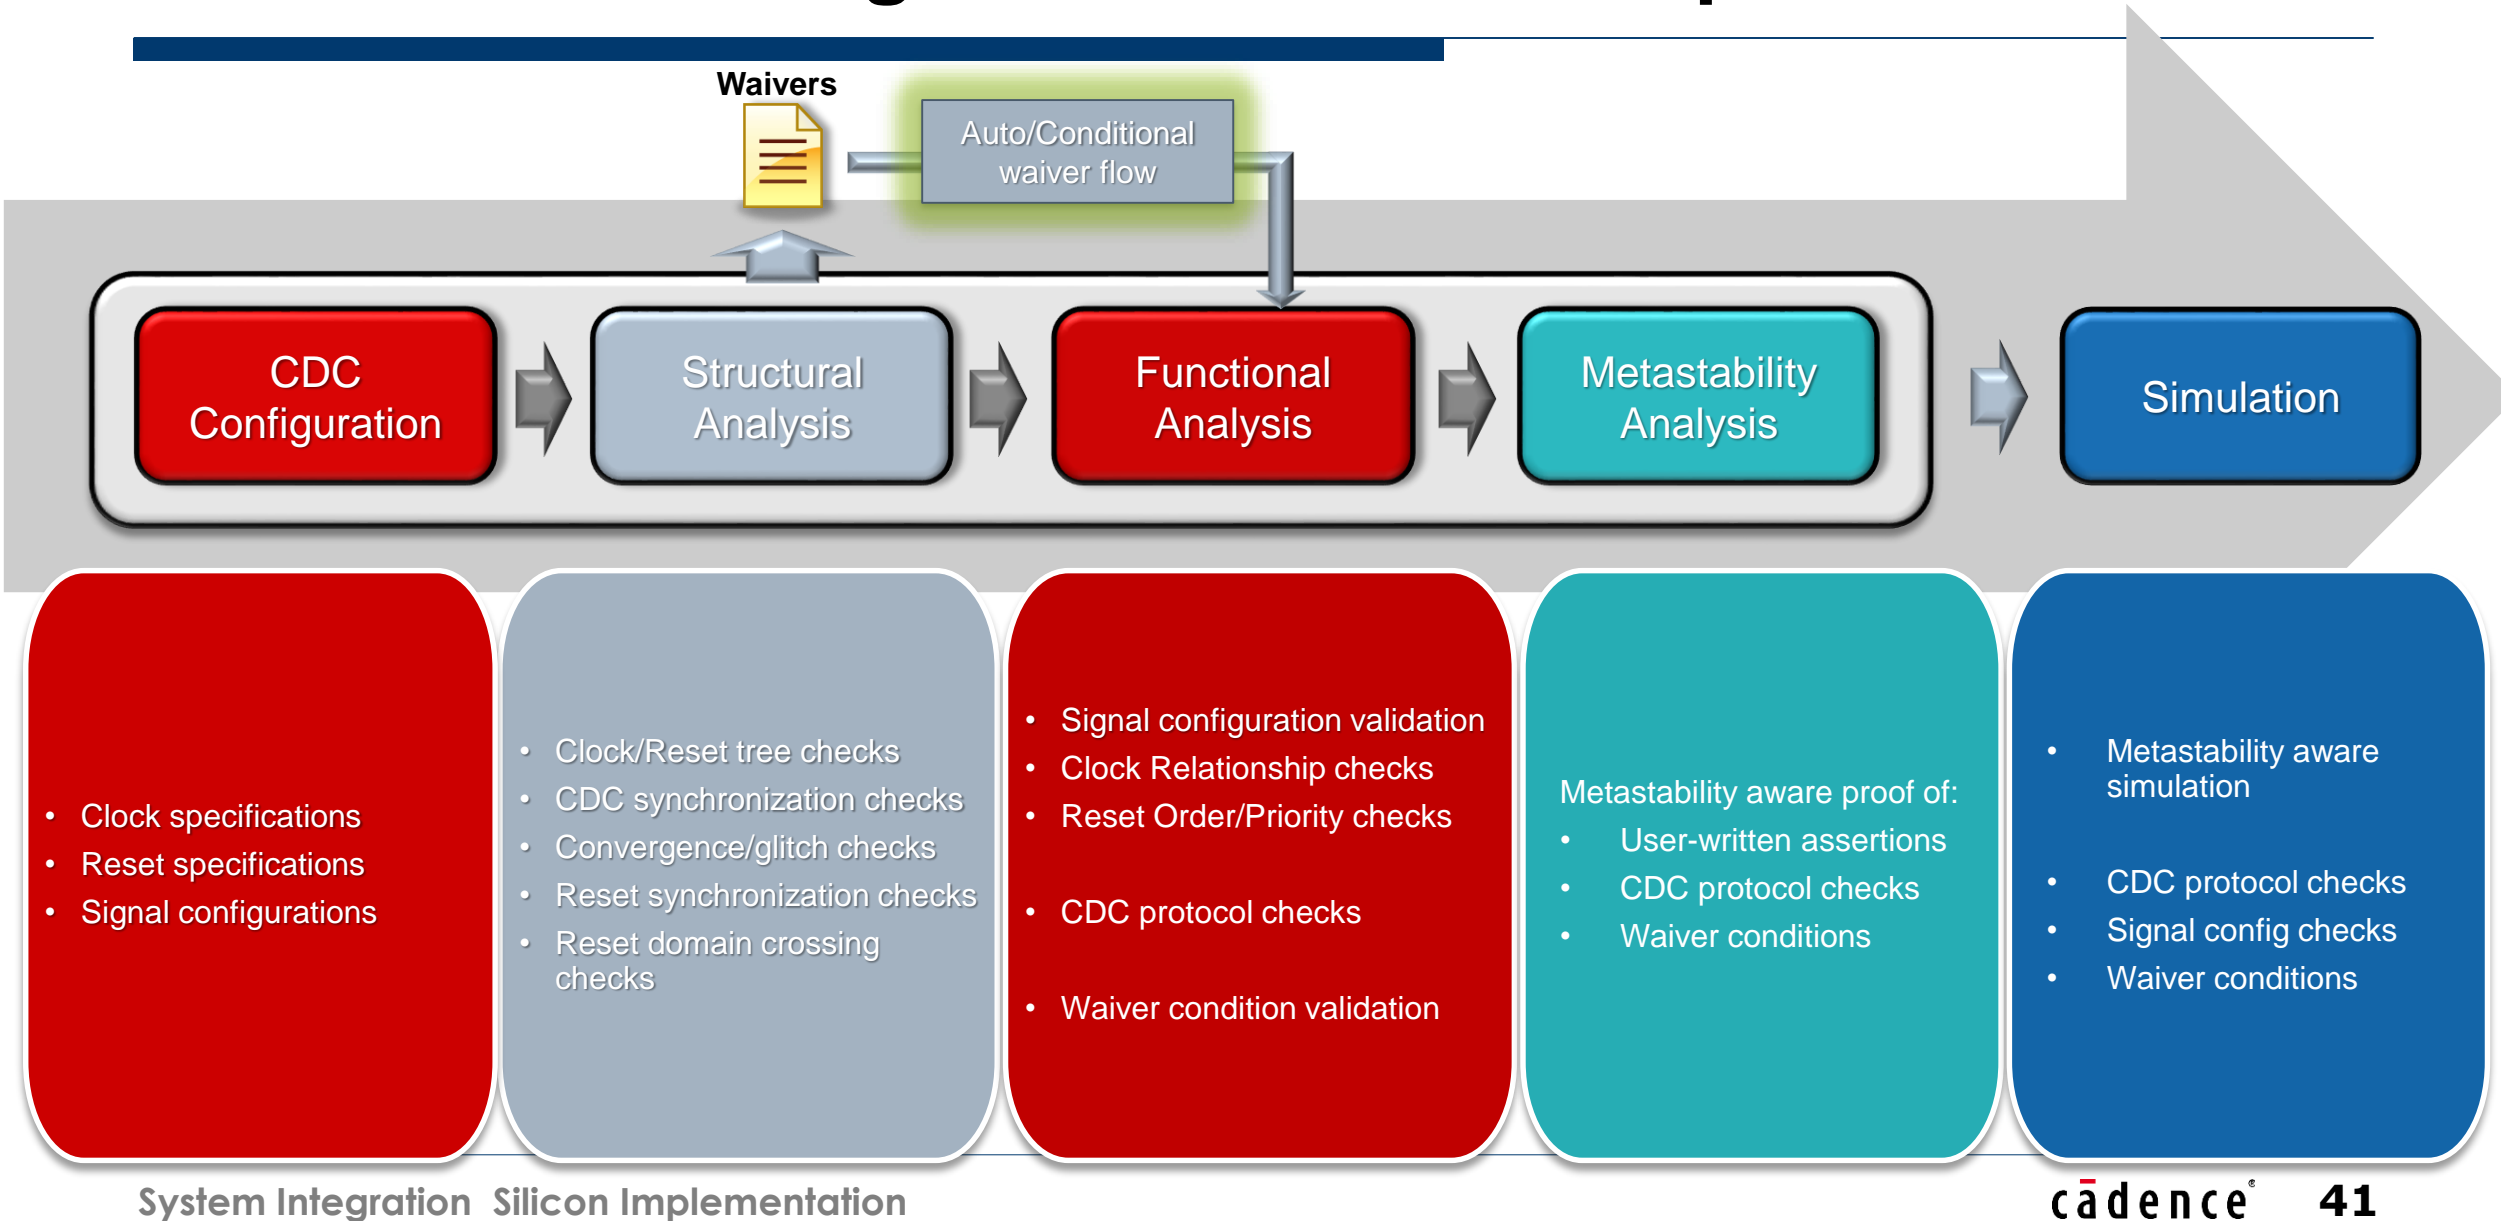 Waivers
Auto/Conditional
waiver flow
CDC
Configuration
Structural
Analysis
Functional
Analysis
Metastability
Analysis
Simulation
• Clock specifications
• Reset specifications
• Signal configurations
• Clock/Reset tree checks
• CDC synchronization checks
• Convergence/glitch checks
• Reset synchronization checks
• Reset domain crossing
checks
• Signal configuration validation
• Clock Relationship checks
• Reset Order/Priority checks
• CDC protocol checks
• Waiver condition validation
Metastability aware proof of:
• User-written assertions
• CDC protocol checks
• Waiver conditions
• Metastability aware
simulation
• CDC protocol checks
• Signal config checks
• Waiver conditions
System Integration Silicon Implementation
cādence® 41